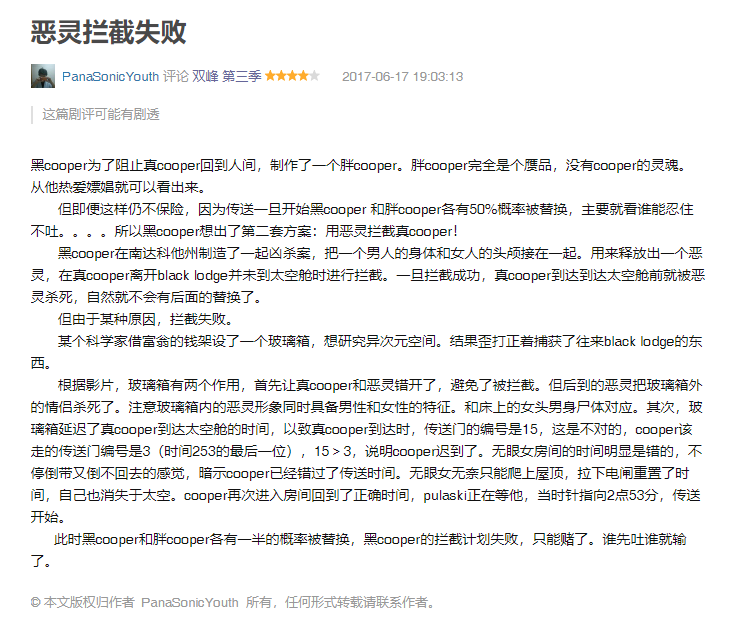 恶灵拦截失败
PanaSonicYouth 评论 双峰 第三季 2017-06-17 19:03:13
这篇剧评可能有剧透
黑cooper为了阻止真cooper回到人间，制作了一个胖cooper。胖cooper完全是个赝品，没有cooper的灵魂。
从他热爱嫖娼就可以看出来。
但即便这样仍不保险，因为传送一旦开始黑cooper 和胖cooper各有50%概率被替换，主要就看谁能忍住
不吐。。。。所以黑cooper想出了第二套方案：用恶灵拦截真cooper！
黑cooper在南达科他州制造了一起凶杀案，把一个男人的身体和女人的头颅接在一起。用来释放出一个恶
灵，在真cooper离开black lodge并未到太空舱时进行拦截。一旦拦截成功，真cooper到达到达太空舱前就被恶
灵杀死，自然就不会有后面的替换了。
但由于某种原因，拦截失败。
某个科学家借富翁的钱架设了一个玻璃箱，想研究异次元空间。结果歪打正着捕获了往来black lodge的东
西。
根据影片，玻璃箱有两个作用，首先让真cooper和恶灵错开了，避免了被拦截。但后到的恶灵把玻璃箱外
的情侣杀死了。注意玻璃箱内的恶灵形象同时具备男性和女性的特征。和床上的女头男身尸体对应。其次，玻
璃箱延迟了真cooper到达太空舱的时间，以致真cooper到达时，传送门的编号是15，这是不对的，cooper该
走的传送门编号是3（时间253的最后一位），15＞3，说明cooper迟到了。无眼女房间的时间明显是错的，不
停倒带又倒不回去的感觉，暗示cooper已经错过了传送时间。无眼女无奈只能爬上屋顶，拉下电闸重置了时
间，自己也消失于太空。cooper再次进入房间回到了正确时间，pulaski正在等他，当时针指向2点53分，传送
开始。
此时黑cooper和胖cooper各有一半的概率被替换，黑cooper的拦截计划失败，只能赌了。谁先吐谁就输
了。
© 本文版权归作者 PanaSonicYouth 所有，任何形式转载请联系作者。